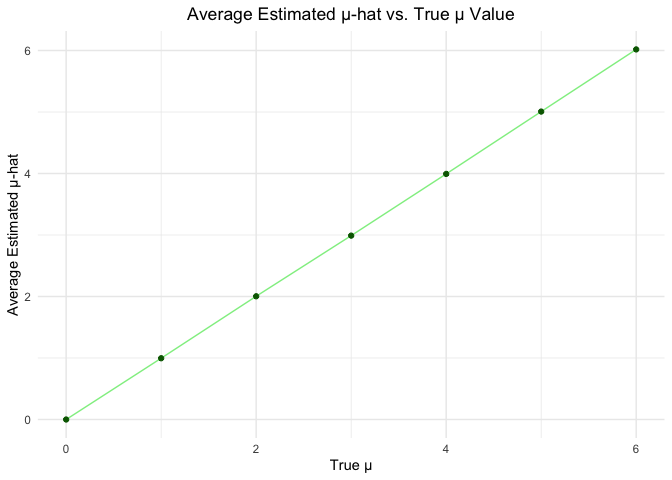 Average Estimated μ-hat vs. True μ Value
Average Estimated μ-hat
6
4
2
0
0 2 4 6
True μ